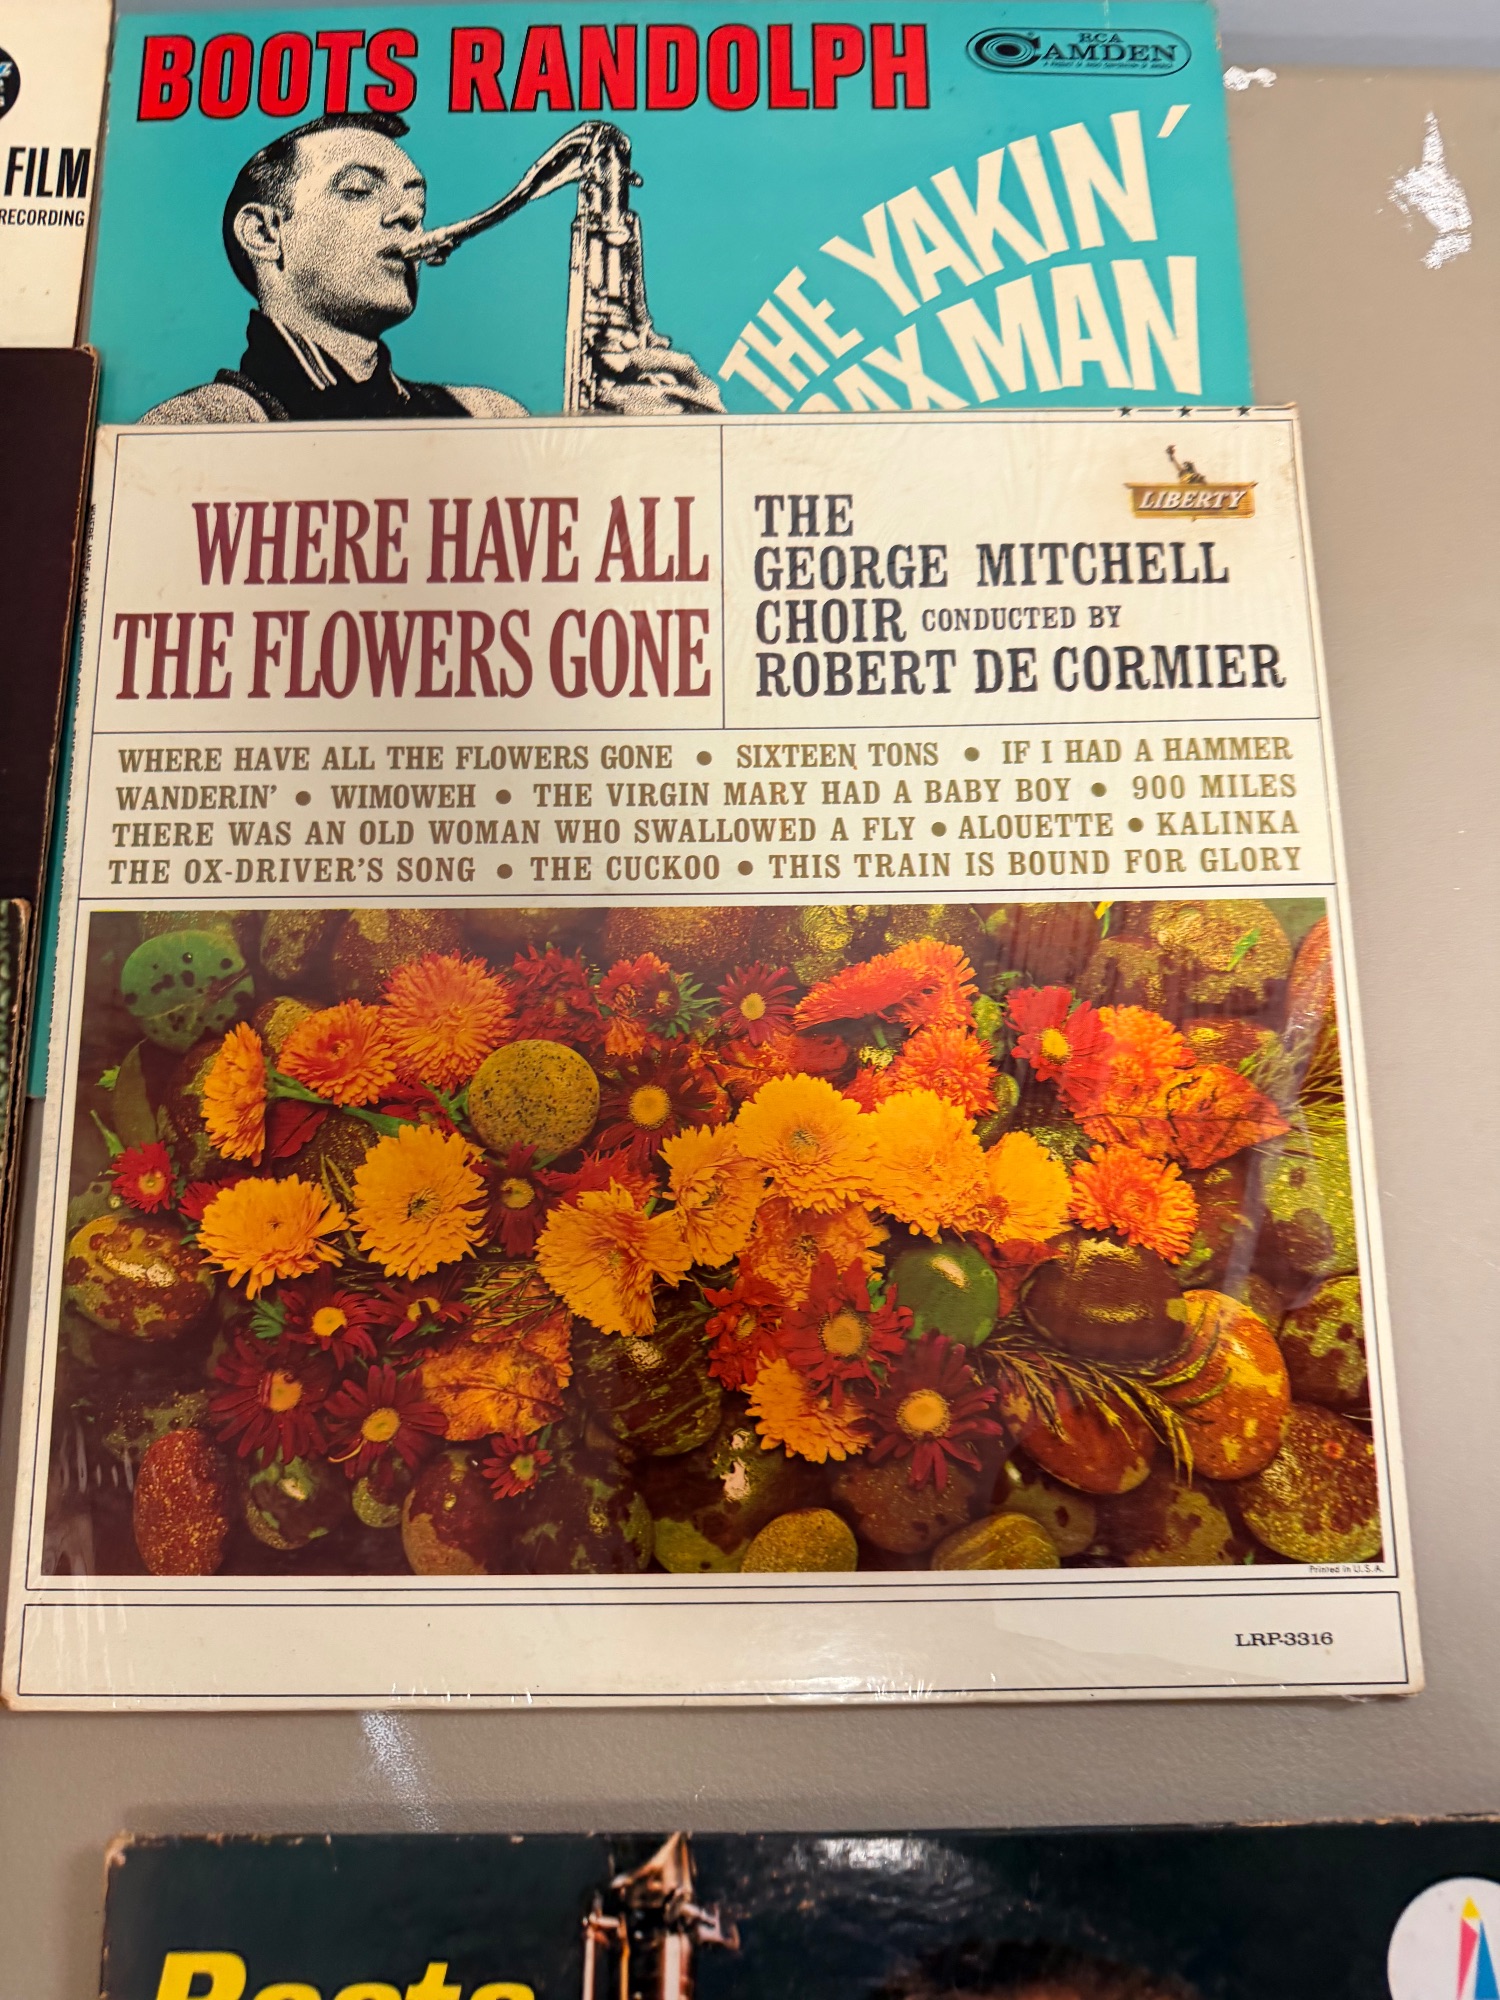 FILM
RECORDING
BOOTS RANDOLPH
RCA
CAMDEN
THE YAKIN'
MAN
WHERE HAVE ALL
THE FLOWERS GONE
THE
GEORGE MITCHELL
CHOIR CONDUCTED BY
ROBERT DE CORMIER
LIBERTY
WHERE HAVE ALL THE FLOWERS GONE • SIXTEEN TONS • IF I HAD A HAMMER
WANDERIN' • WIMOWEH • THE VIRGIN MARY HAD A BABY BOY • 900 MILES
THERE WAS AN OLD WOMAN WHO SWALLOWED A FLY • ALOUETTE • KALINKA
THE OX-DRIVER'S SONG • THE CUCKOO • THIS TRAIN IS BOUND FOR GLORY
Printed in U.S.A.
LRP-3316
Boots